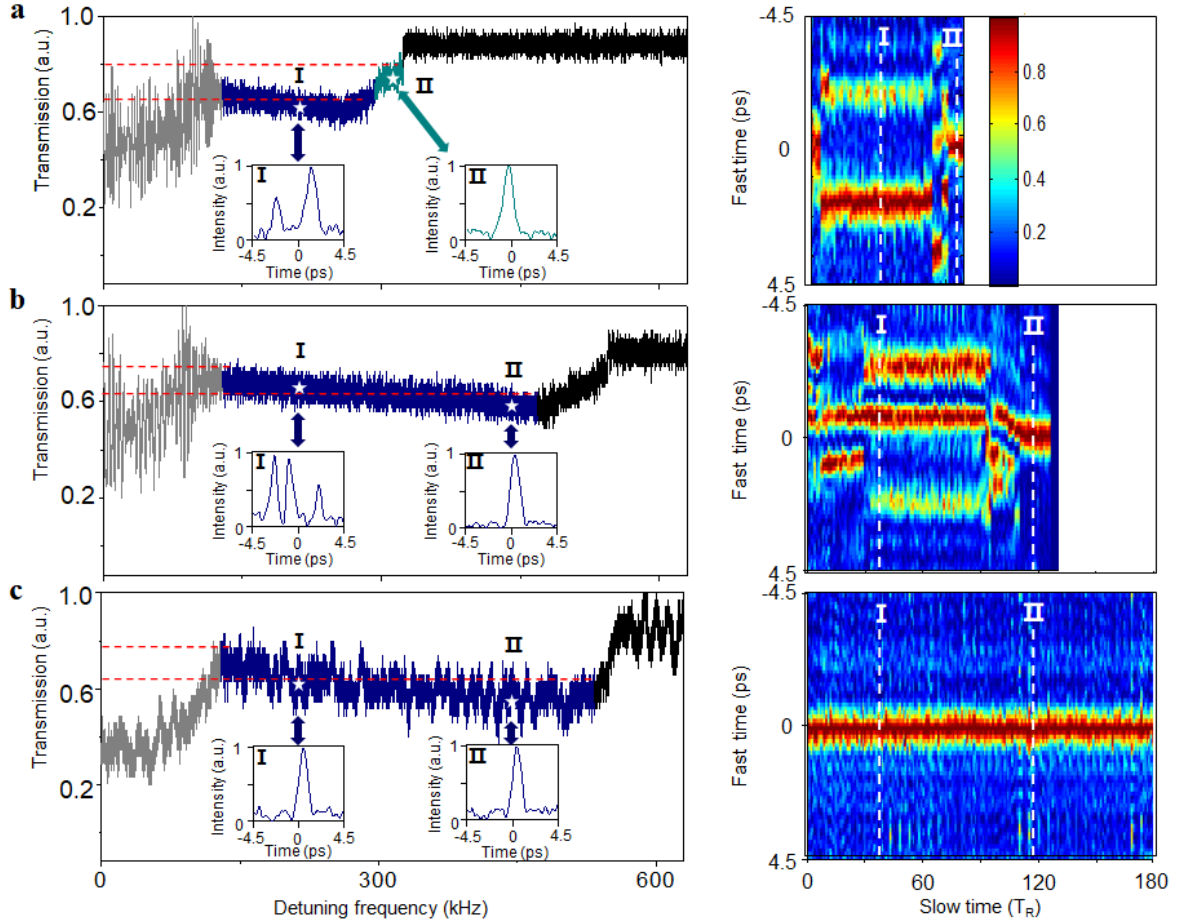 a
Transmission (a.u.)
1.0
0.6
0.2
I
II
I
Intensity (a.u.)
1
0
-4.5 0 4.5
Time (ps)
II
Intensity (a.u.)
1
0
-4.5 0 4.5
Time (ps)
Fast time (ps)
-4.5
0
4.5
I
II
0.8
0.6
0.4
0.2
b
Transmission (a.u.)
1.0
0.6
0.2
I
II
I
Intensity (a.u.)
1
0
-4.5 0 4.5
Time (ps)
II
Intensity (a.u.)
1
0
-4.5 0 4.5
Time (ps)
Fast time (ps)
-4.5
0
4.5
I
II
c
Transmission (a.u.)
1.0
0.6
0.2
I
II
I
Intensity (a.u.)
1
0
-4.5 0 4.5
Time (ps)
II
Intensity (a.u.)
1
0
-4.5 0 4.5
Time (ps)
0 300 600
Detuning frequency (kHz)
Fast time (ps)
-4.5
0
4.5
I
II
0 60 120 180
Slow time (T_R)